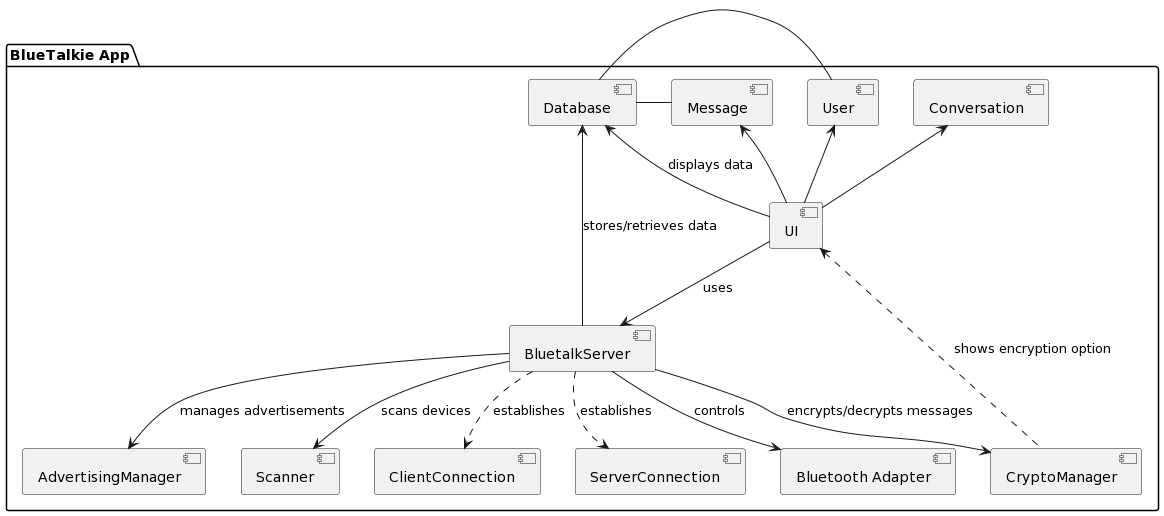 BlueTalkie App
Database
Message
User
Conversation
displays data
stores/retrieves data
UI
uses
BluetalkServer
shows encryption option
manages advertisements
scans devices
establishes
establishes
controls
encrypts/decrypts messages
AdvertisingManager
Scanner
ClientConnection
ServerConnection
Bluetooth Adapter
CryptoManager